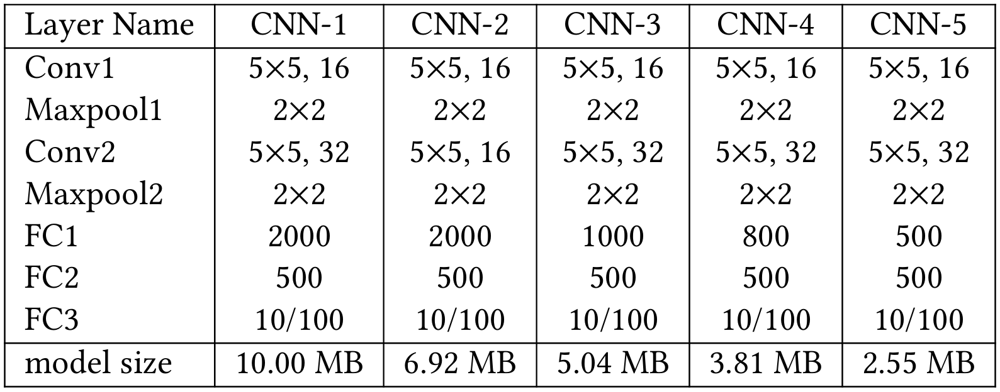 Layer Name CNN-1 CNN-2 CNN-3 CNN-4 CNN-5
Conv1 5×5, 16 5×5, 16 5×5, 16 5×5, 16 5×5, 16
Maxpool1 2×2 2×2 2×2 2×2 2×2
Conv2 5×5, 32 5×5, 16 5×5, 32 5×5, 32 5×5, 32
Maxpool2 2×2 2×2 2×2 2×2 2×2
FC1 2000 2000 1000 800 500
FC2 500 500 500 500 500
FC3 10/100 10/100 10/100 10/100 10/100
model size 10.00 MB 6.92 MB 5.04 MB 3.81 MB 2.55 MB